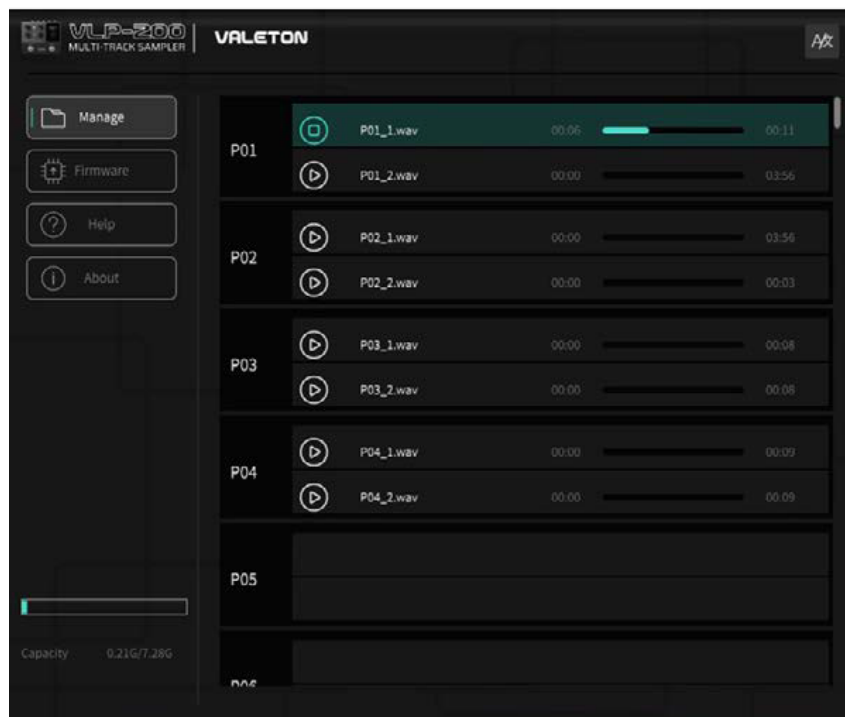 VLP-200
MULTI-TRACK SAMPLER
VALETON
Manage
Firmware
Help
About
P01
P01_1.wav 00:06 00:11
P01_2.wav 00:00 03:56
P02
P02_1.wav 00:00 03:56
P02_2.wav 00:00 00:03
P03
P03_1.wav 00:00 00:08
P03_2.wav 00:00 00:08
P04
P04_1.wav 00:00 00:09
P04_2.wav 00:00 00:09
P05
Capacity 0.21G/7.28G